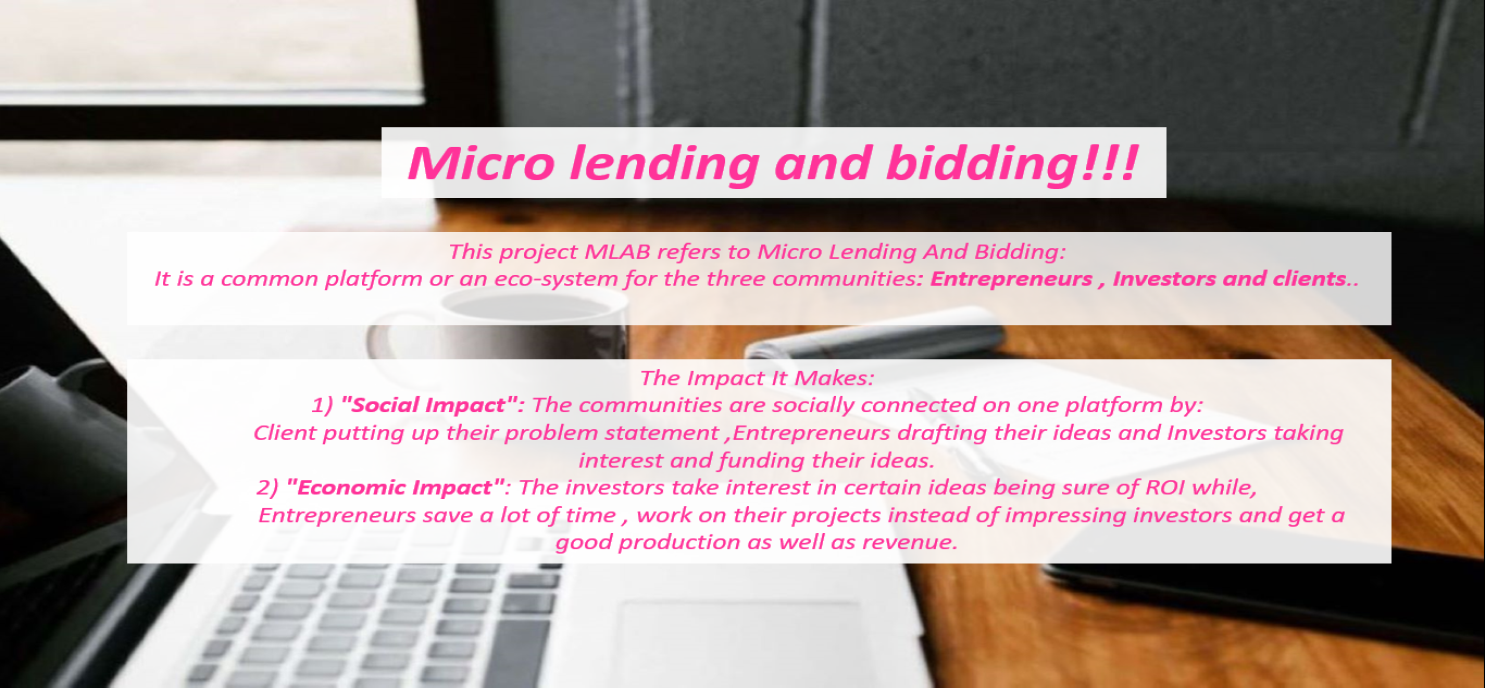 Micro lending and bidding!!!
This project MLAB refers to Micro Lending And Bidding:
It is a common platform or an eco-system for the three communities: Entrepreneurs , Investors and clients..
The Impact It Makes:
1) "Social Impact": The communities are socially connected on one platform by:
Client putting up their problem statement ,Entrepreneurs drafting their ideas and Investors taking
interest and funding their ideas.
2) "Economic Impact": The investors take interest in certain ideas being sure of ROI while,
Entrepreneurs save a lot of time , work on their projects instead of impressing investors and get a
good production as well as revenue.